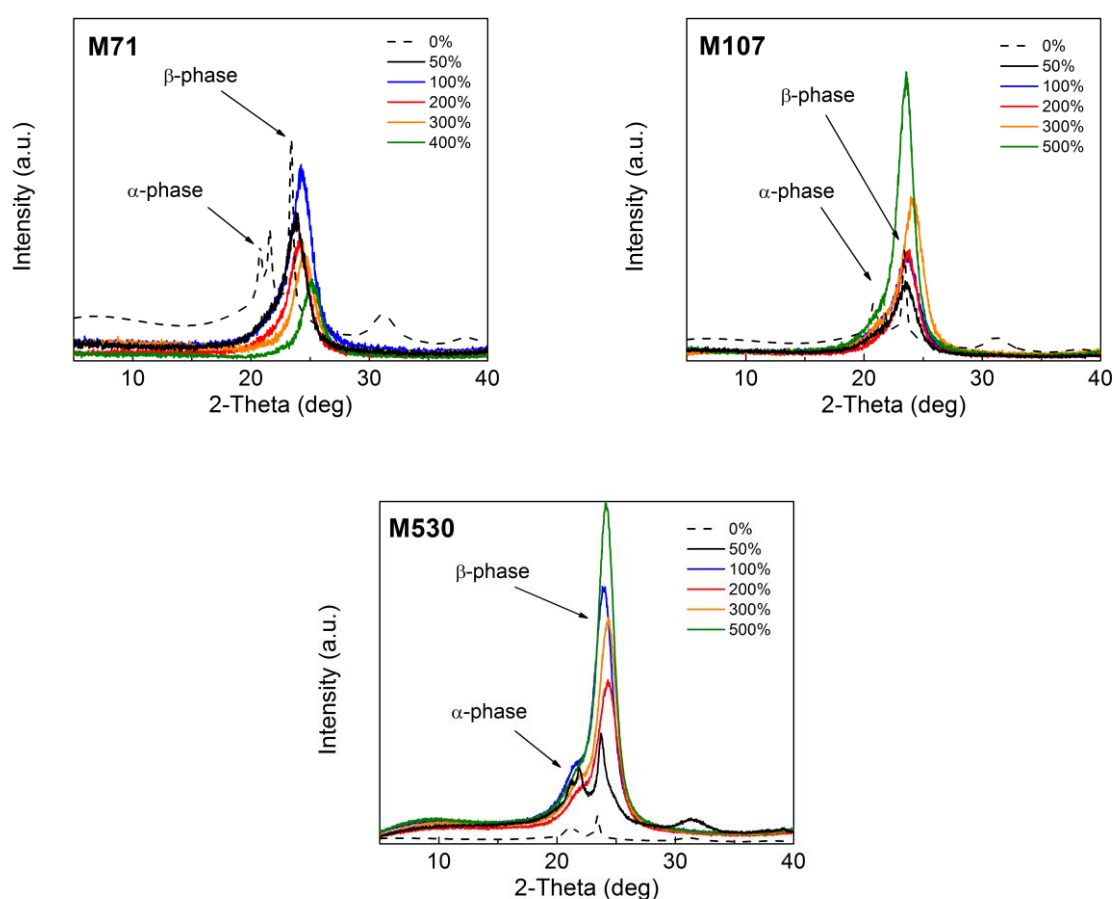 M71
0%
50%
100%
200%
300%
400%
β-phase
α-phase
Intensity (a.u.)
10 20 30 40
2-Theta (deg)
M107
0%
50%
100%
200%
300%
500%
β-phase
α-phase
Intensity (a.u.)
10 20 30 40
2-Theta (deg)
M530
0%
50%
100%
200%
300%
500%
β-phase
α-phase
Intensity (a.u.)
10 20 30 40
2-Theta (deg)